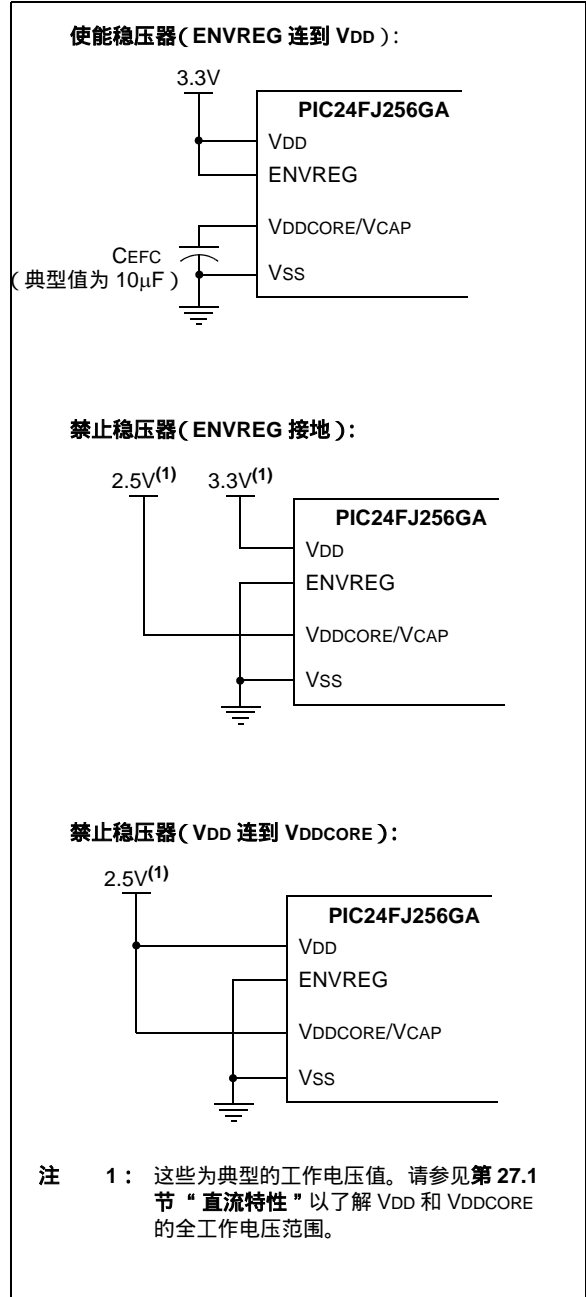 使能稳压器（ENVREG 连到 VDD）：
3.3V
PIC24FJ256GA
VDD
ENVREG
VDDCORE/VCAP
CEFC
（典型值为 10μF）
VSS
禁止稳压器（ENVREG 接地）：
2.5V(1) 3.3V(1)
PIC24FJ256GA
VDD
ENVREG
VDDCORE/VCAP
VSS
禁止稳压器（VDD 连到 VDDCORE）：
2.5V(1)
PIC24FJ256GA
VDD
ENVREG
VDDCORE/VCAP
VSS
注 1： 这些为典型的工作电压值。请参见第 27.1
节“直流特性”以了解 VDD 和 VDDCORE
的全工作电压范围。